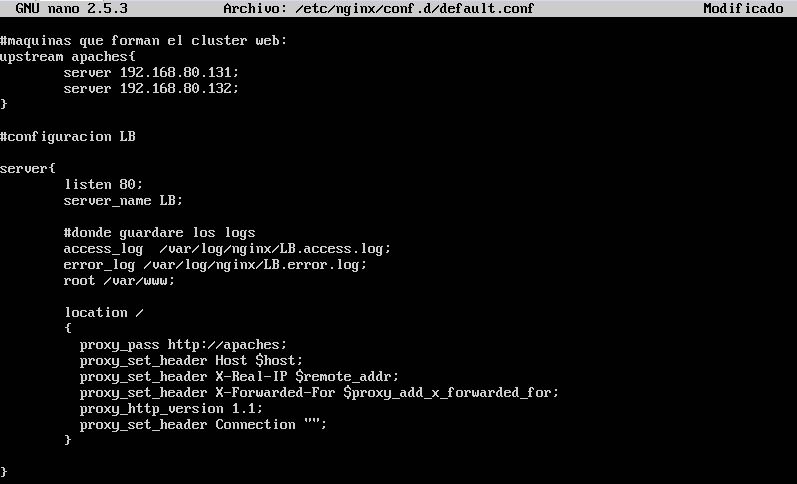 GNU nano 2.5.3 Archivo: /etc/nginx/conf.d/default.conf Modificado
#maquinas que forman el cluster web:
upstream apaches{
server 192.168.80.131;
server 192.168.80.132;
}
#configuracion LB
server{
listen 80;
server_name LB;
#donde guardare los logs
access_log  /var/log/nginx/LB.access.log;
error_log /var/log/nginx/LB.error.log;
root /var/www;
location /
{
proxy_pass http://apaches;
proxy_set_header Host $host;
proxy_set_header X-Real-IP $remote_addr;
proxy_set_header X-Forwarded-For $proxy_add_x_forwarded_for;
proxy_http_version 1.1;
proxy_set_header Connection "";
}
}